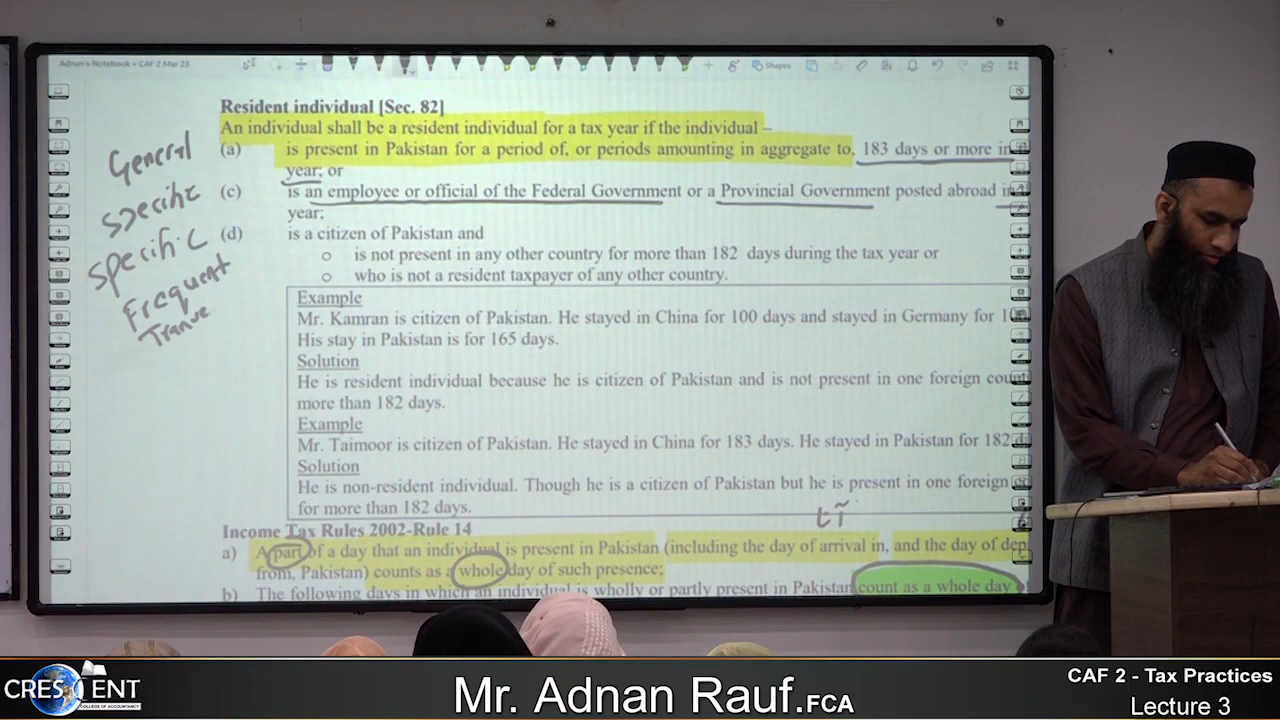 Adnan's Notebook » CAF 2 Mar 23
Shapes
Resident individual [Sec. 82]
An individual shall be a resident individual for a tax year if the individual –
(a) is present in Pakistan for a period of, or periods amounting in aggregate to, 183 days or more in
year; or
(c) is an employee or official of the Federal Government or a Provincial Government posted abroad in
year;
(d) is a citizen of Pakistan and
o is not present in any other country for more than 182 days during the tax year or
o who is not a resident taxpayer of any other country.
General
Specific
Specific
Frequent
Example
Mr. Kamran is citizen of Pakistan. He stayed in China for 100 days and stayed in Germany for
His stay in Pakistan is for 165 days.
Solution
He is resident individual because he is citizen of Pakistan and is not present in one foreign
more than 182 days.
Example
Mr. Taimoor is citizen of Pakistan. He stayed in China for 183 days. He stayed in Pakistan for 182
Solution
He is non-resident individual. Though he is a citizen of Pakistan but he is present in one foreign
for more than 182 days.
Income Tax Rules 2002-Rule 14
a) A part of a day that an individual is present in Pakistan (including the day of arrival in, and the day of
from, Pakistan) counts as a whole day of such presence;
b) The following days in which an individual is wholly or partly present in Pakistan count as a whole day
CRESCENT
COLLEGE OF ACCOUNTANCY
Mr. Adnan Rauf.FCA
CAF 2 - Tax Practices
Lecture 3